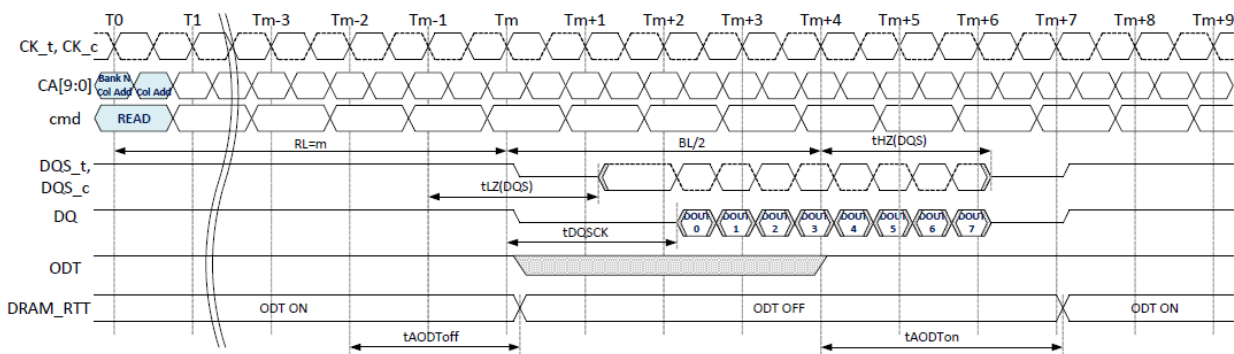 T0 T1 Tm-3 Tm-2 Tm-1 Tm Tm+1 Tm+2 Tm+3 Tm+4 Tm+5 Tm+6 Tm+7 Tm+8 Tm+9
CK_t, CK_c
CA[9:0] Bank N Col Add Col Add
cmd READ
RL=m BL/2 tHZ(DQS)
DQS_t,
DQS_c
tLZ(DQS)
DQ DOUT 0 DOUT 1 DOUT 2 DOUT 3 DOUT 4 DOUT 5 DOUT 6 DOUT 7
tDQSCK
ODT
DRAM_RTT ODT ON ODT OFF ODT ON
tAODToff tAODTon